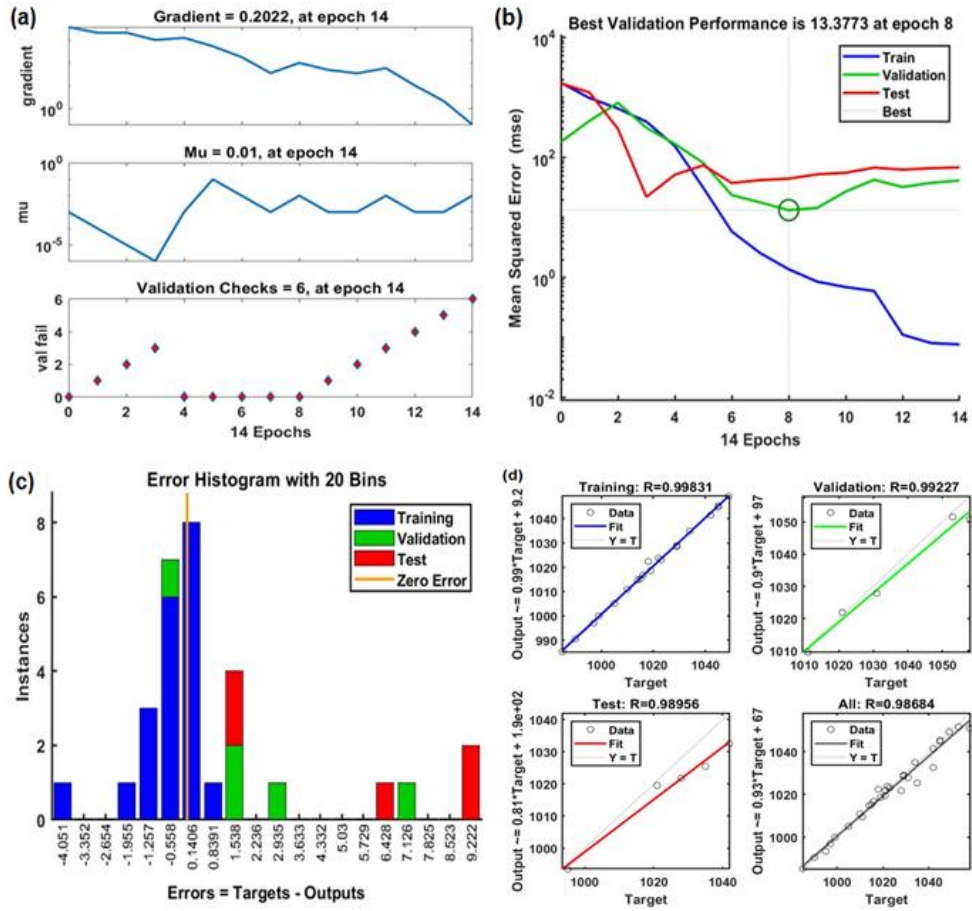 (a)
Gradient = 0.2022, at epoch 14
gradient
10^0
Mu = 0.01, at epoch 14
mu
10^0
10^-5
Validation Checks = 6, at epoch 14
val fail
6
4
2
0
0 2 4 6 8 10 12 14
14 Epochs
(b)
Best Validation Performance is 13.3773 at epoch 8
Mean Squared Error (mse)
10^4
10^2
10^0
10^-2
Train
Validation
Test
Best
0 2 4 6 8 10 12 14
14 Epochs
(c)
Error Histogram with 20 Bins
Instances
8
6
4
2
0
Training
Validation
Test
Zero Error
-4.051 -3.352 -2.654 -1.955 -1.257 -0.558 0.1406 0.8391 1.538 2.236 2.935 3.633 4.332 5.03 5.729 6.428 7.126 7.825 8.523 9.222
Errors = Targets - Outputs
(d)
Training: R=0.99831
Output ~= 0.99*Target + 9.2
1040
1030
1020
1010
1000
990
Data
Fit
Y = T
1000 1020 1040
Target
Validation: R=0.99227
Output ~= 0.9*Target + 97
1050
1040
1030
1020
1010
Data
Fit
Y = T
1010 1020 1030 1040 1050
Target
Test: R=0.98956
Output ~= 0.81*Target + 1.9e+02
1040
1030
1020
1010
1000
Data
Fit
Y = T
1000 1020 1040
Target
All: R=0.98684
Output ~= 0.93*Target + 67
1040
1020
1000
Data
Fit
Y = T
1000 1020 1040
Target